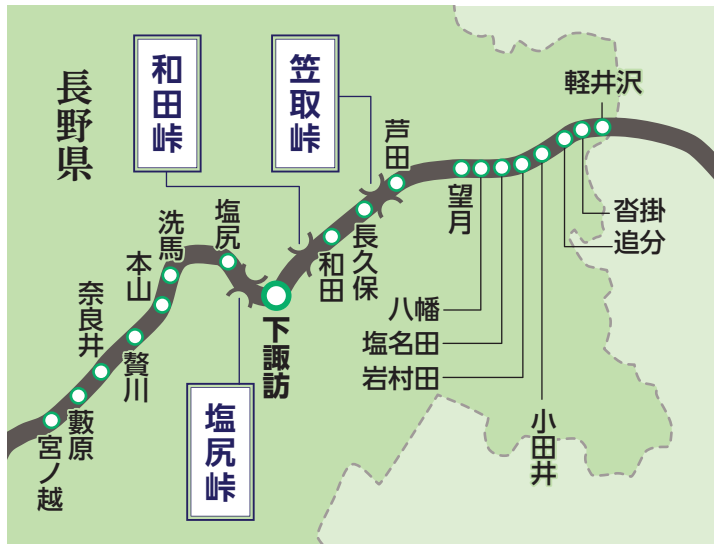 長野県
和田峠
笠取峠
塩尻峠
軽井沢
沓掛
追分
小田井
岩村田
塩名田
八幡
望月
芦田
長久保
和田
下諏訪
塩尻
洗馬
本山
贄川
奈良井
藪原
宮ノ越